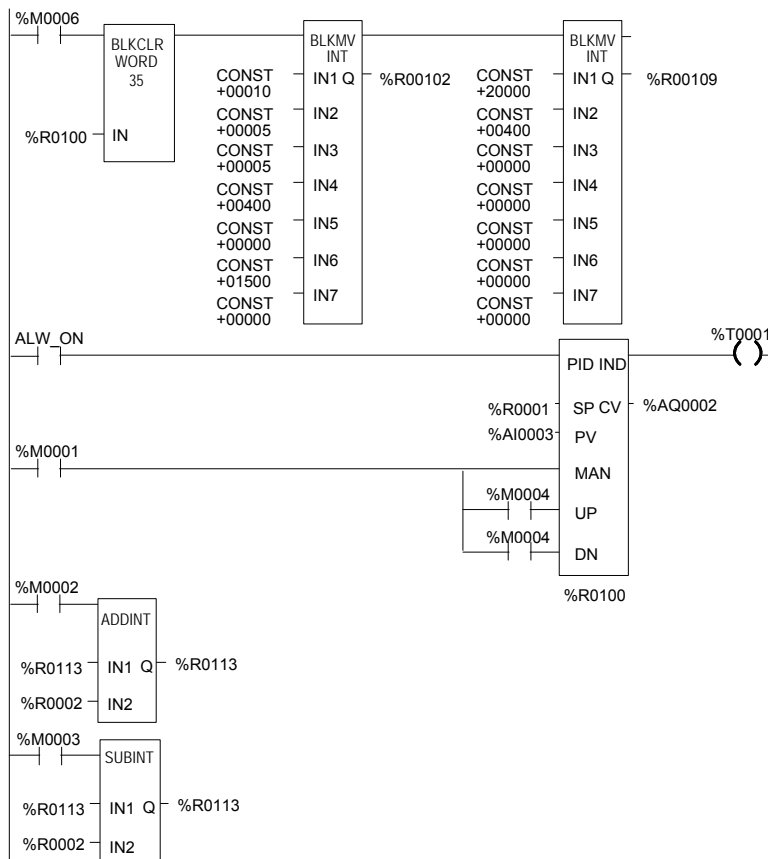 %M0006
BLKCLR
WORD
35
%R0100 IN
BLKMV
INT
CONST
+00010
IN1 Q %R00102
CONST
+00005
IN2
CONST
+00005
IN3
CONST
+00400
IN4
CONST
+00000
IN5
CONST
+01500
IN6
CONST
+00000
IN7
BLKMV
INT
CONST
+20000
IN1 Q %R00109
CONST
+00400
IN2
CONST
+00000
IN3
CONST
+00000
IN4
CONST
+00000
IN5
CONST
+00000
IN6
CONST
+00000
IN7
ALW_ON
%T0001
PID IND
%R0001 SP CV %AQ0002
%AI0003 PV
%M0001
MAN
%M0004
UP
%M0004
DN
%R0100
%M0002
ADDINT
%R0113 IN1 Q %R0113
%R0002 IN2
%M0003
SUBINT
%R0113 IN1 Q %R0113
%R0002 IN2